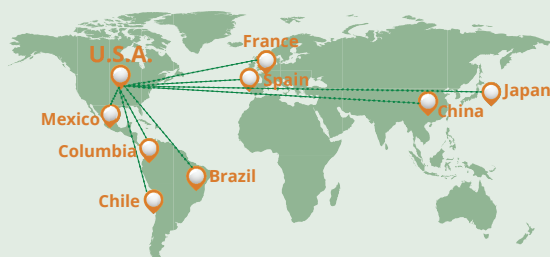 France
U.S.A.
Spain
Japan
China
Mexico
Columbia
Brazil
Chile